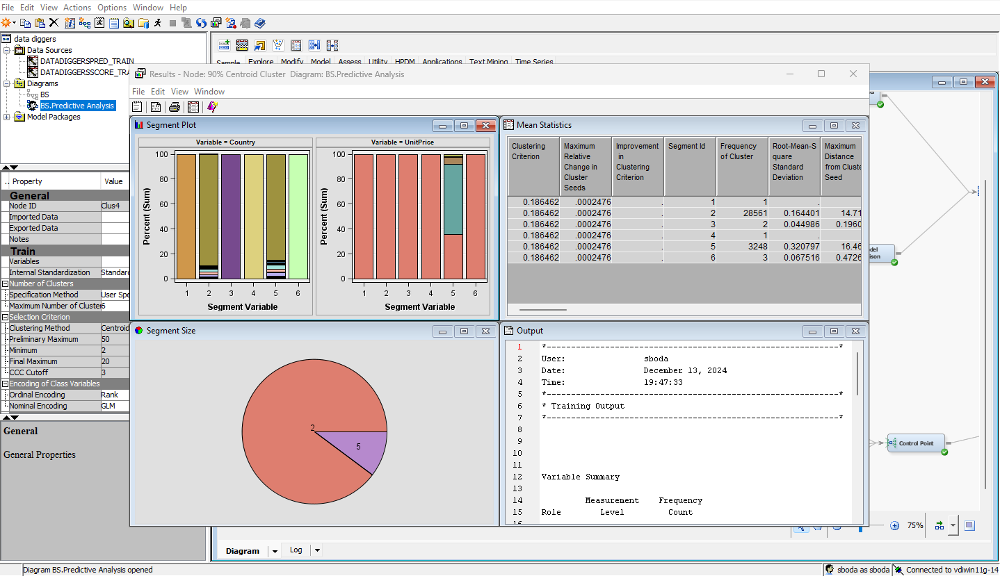 File Edit View Actions Options Window Help
data diggers
Data Sources
DATADIGGERSPRED_TRAIN
DATADIGGERSSCORE_TRA
Diagrams
BS
BS.Predictive Analysis
Model Packages
.. Property Value
General
Node ID Clus4
Imported Data
Exported Data
Notes
Train
Variables
Internal Standardization Standard
Number of Clusters
Specification Method User Spe
Maximum Number of Cluster 6
Selection Criterion
Clustering Method Centroid
Preliminary Maximum 50
Minimum 2
Final Maximum 20
CCC Cutoff 3
Encoding of Class Variables
Ordinal Encoding Rank
Nominal Encoding GLM
General
General Properties
Sample Explore Modify Model Assess Utility HPDM Applications Text Mining Time Series
Results - Node: 90% Centroid Cluster Diagram: BS.Predictive Analysis
File Edit View Window
Segment Plot
Variable = Country
100
80
60
40
20
0
Percent (Sum)
1 2 3 4 5 6
Segment Variable
Variable = UnitPrice
100
80
60
40
20
0
Percent (Sum)
1 2 3 4 5 6
Segment Variable
Mean Statistics
Clustering Criterion
Maximum Relative Change in Cluster Seeds
Improvement in Clustering Criterion
Segment Id
Frequency of Cluster
Root-Mean-S quare Standard Deviation
Maximum Distance from Cluste Seed
0.186462 .0002476 . 1 1 .
0.186462 .0002476 . 2 28561 0.164401 14.71
0.186462 .0002476 . 3 2 0.044986 0.1960
0.186462 .0002476 . 4 1 .
0.186462 .0002476 . 5 3248 0.320797 16.46
0.186462 .0002476 . 6 3 0.067516 0.4726
Segment Size
2
5
Output
1 *------------------------------------------------------------*
2 User: sboda
3 Date: December 13, 2024
4 Time: 19:47:33
5 *------------------------------------------------------------*
6 * Training Output
7 *------------------------------------------------------------*
8
9
10
11
12 Variable Summary
13
14 Measurement Frequency
15 Role Level Count
16
del
ison
Control Point
75%
Diagram Log
Diagram BS.Predictive Analysis opened
sboda as sboda Connected to vdiwin11g-14